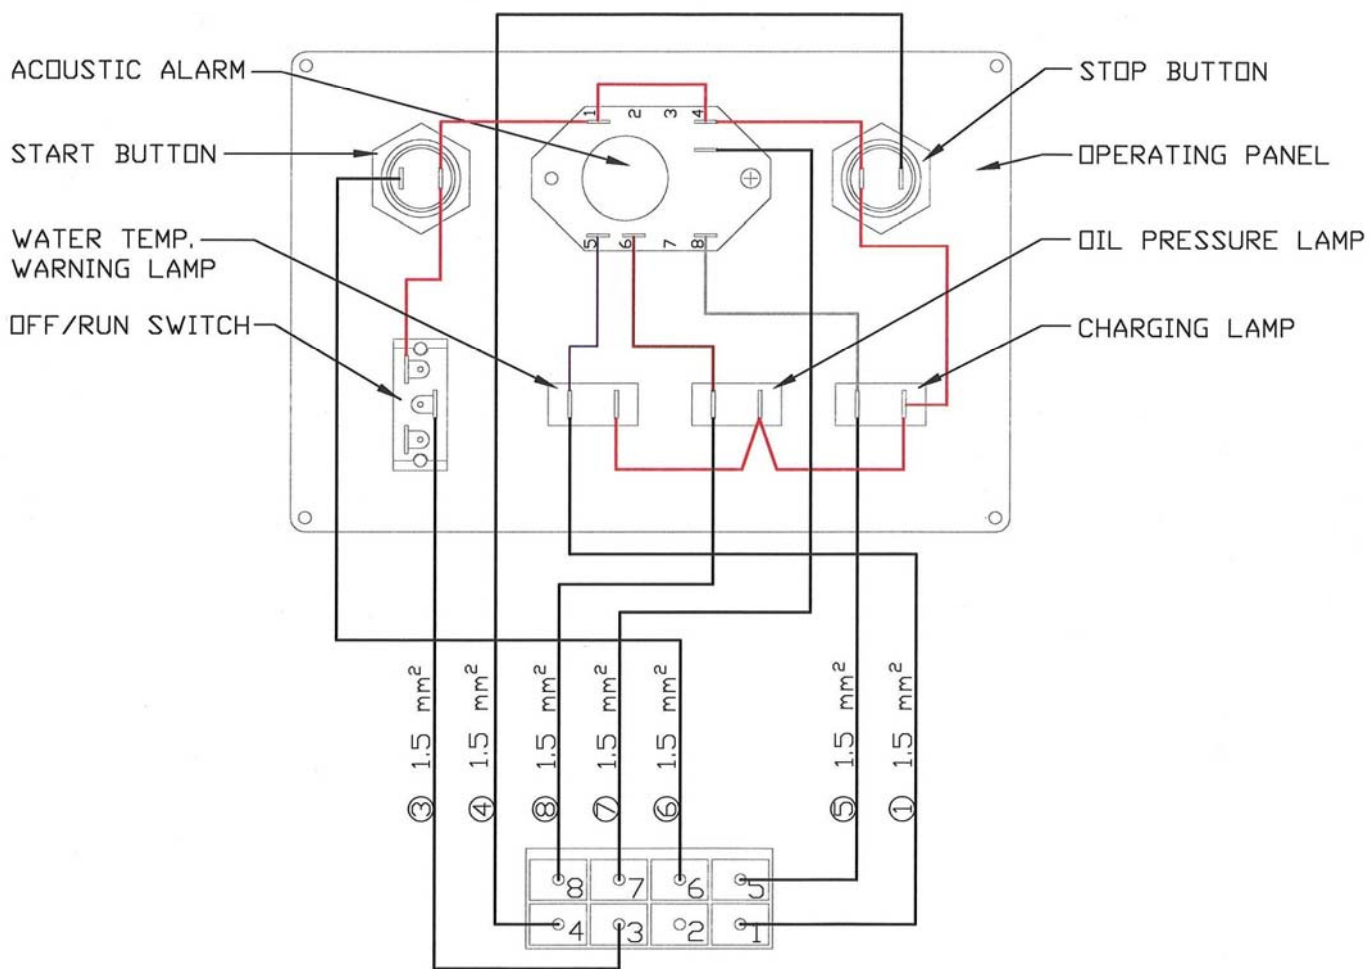 ACOUSTIC ALARM
START BUTTON
WATER TEMP.
WARNING LAMP
OFF/RUN SWITCH
STOP BUTTON
OPERATING PANEL
OIL PRESSURE LAMP
CHARGING LAMP
1 2 3 4
5 6 7 8
③ 1.5 mm²
④ 1.5 mm²
⑧ 1.5 mm²
⑦ 1.5 mm²
⑥ 1.5 mm²
⑤ 1.5 mm²
① 1.5 mm²
8 7 6 5
4 3 2 1